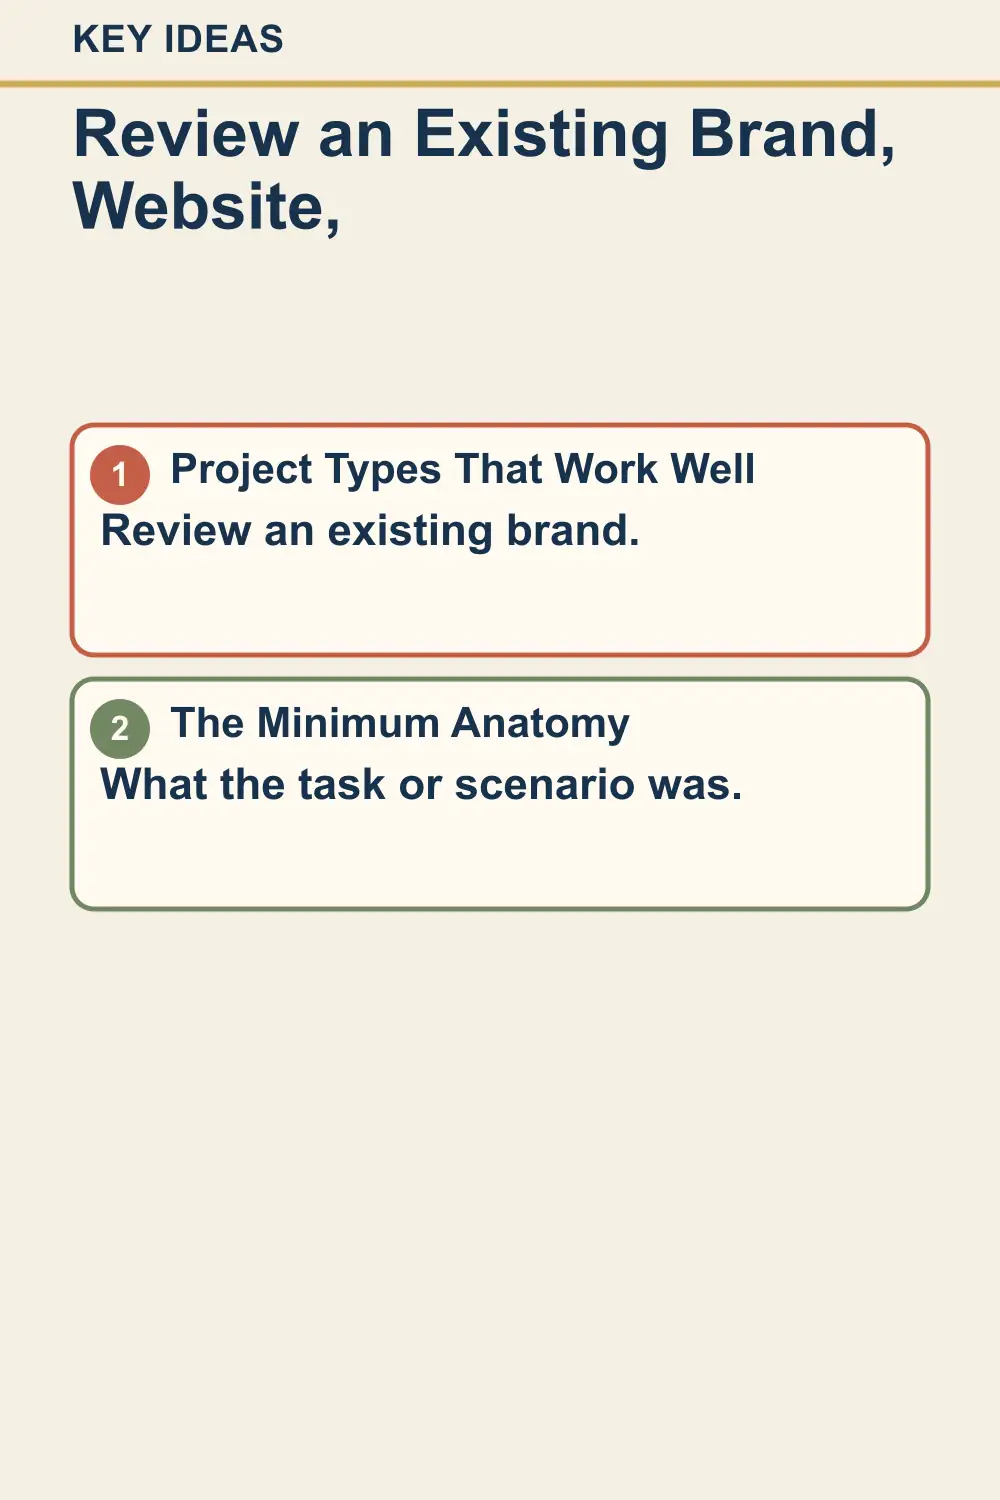 KEY IDEAS
Review an Existing Brand,
Website,
1 Project Types That Work Well
Review an existing brand.
2 The Minimum Anatomy
What the task or scenario was.